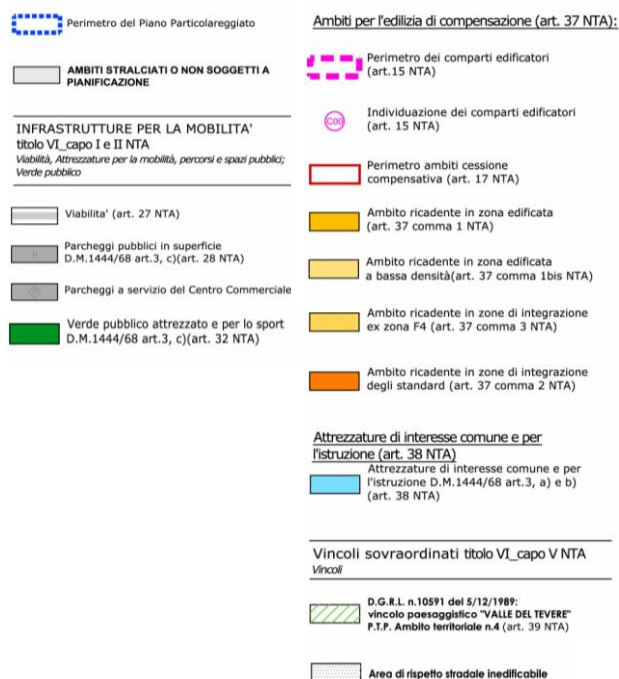 Perimetro del Piano Particolareggiato
AMBITI STRALCIATI O NON SOGGETTI A
PIANIFICAZIONE
INFRASTRUTTURE PER LA MOBILITA'
titolo VI_capo I e II NTA
Viabilità, Attrezzature per la mobilità, percorsi e spazi pubblici;
Verde pubblico
Viabilita' (art. 27 NTA)
P
Parcheggi pubblici in superficie
D.M.1444/68 art.3, c)(art. 28 NTA)
P
Parcheggi a servizio del Centro Commerciale
Verde pubblico attrezzato e per lo sport
D.M.1444/68 art.3, c)(art. 32 NTA)
Ambiti per l'edilizia di compensazione (art. 37 NTA):
Perimetro dei comparti edificatori
(art.15 NTA)
C00
Individuazione dei comparti edificatori
(art. 15 NTA)
Perimetro ambiti cessione
compensativa (art. 17 NTA)
Ambito ricadente in zona edificata
(art. 37 comma 1 NTA)
Ambito ricadente in zona edificata
a bassa densità(art. 37 comma 1bis NTA)
Ambito ricadente in zone di integrazione
ex zona F4 (art. 37 comma 3 NTA)
Ambito ricadente in zone di integrazione
degli standard (art. 37 comma 2 NTA)
Attrezzature di interesse comune e per
l'istruzione (art. 38 NTA)
Attrezzature di interesse comune e per
l'istruzione D.M.1444/68 art.3, a) e b)
(art. 38 NTA)
Vincoli sovraordinati titolo VI_capo V NTA
Vincoli
D.G.R.L. n.10591 del 5/12/1989:
vincolo paesaggistico "VALLE DEL TEVERE"
P.T.P. Ambito territoriale n.4 (art. 39 NTA)
Area di rispetto stradale inedificabile